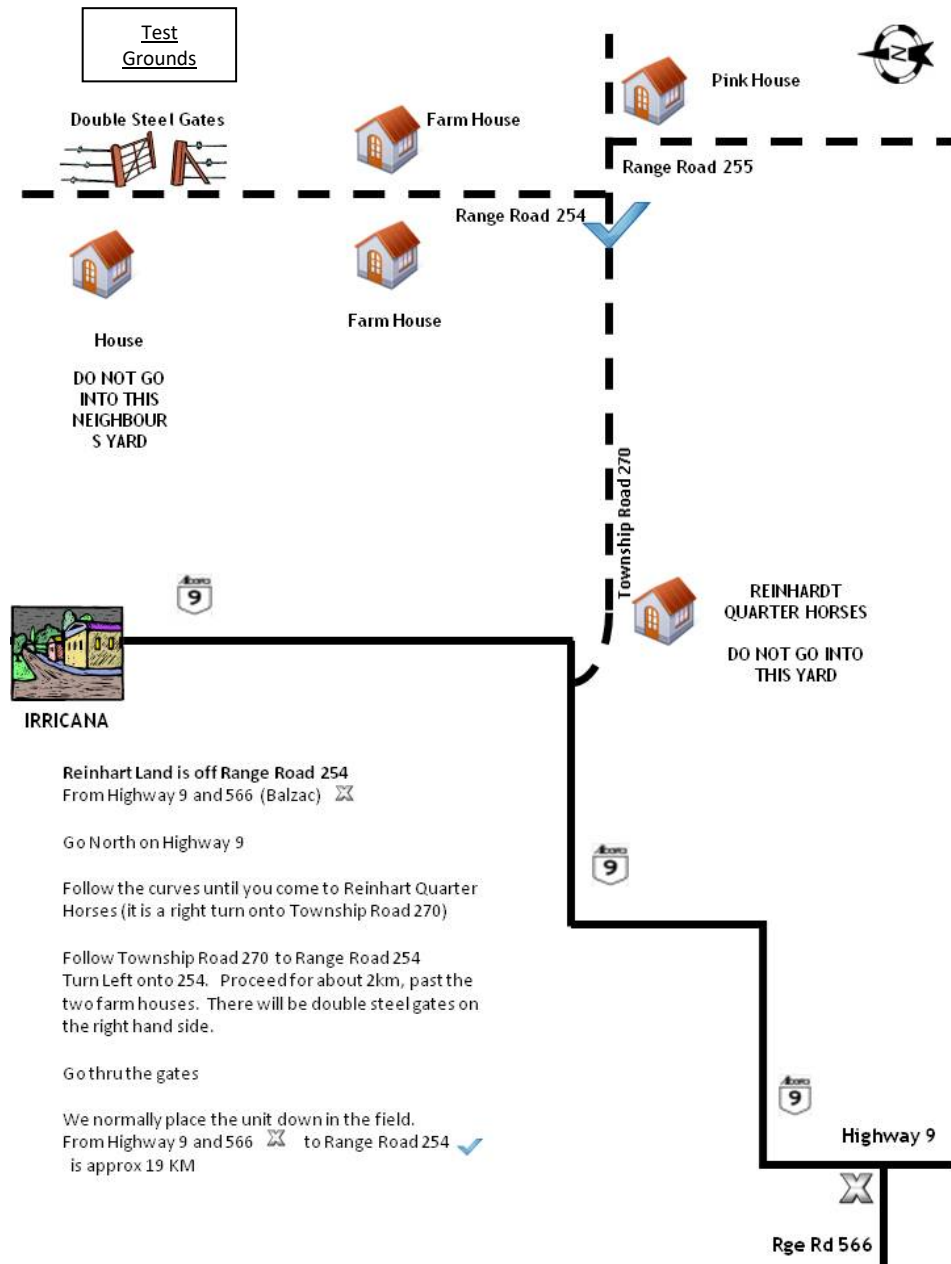 Test
Grounds
N
Pink House
Double Steel Gates
Farm House
Range Road 255
Range Road 254
House
Farm House
DO NOT GO
INTO THIS
NEIGHBOUR
S YARD
Township Road 270
Alberta
9
REINHARDT
QUARTER HORSES
DO NOT GO INTO
THIS YARD
IRRICANA
Reinhart Land is off Range Road 254
From Highway 9 and 566 (Balzac) X
Go North on Highway 9
Follow the curves until you come to Reinhart Quarter
Horses (it is a right turn onto Township Road 270)
Follow Township Road 270 to Range Road 254
Turn Left onto 254. Proceed for about 2km, past the
two farm houses. There will be double steel gates on
the right hand side.
Go thru the gates
We normally place the unit down in the field.
From Highway 9 and 566 X to Range Road 254 ✓
is approx 19 KM
Alberta
9
Alberta
9
Highway 9
X
Rge Rd 566